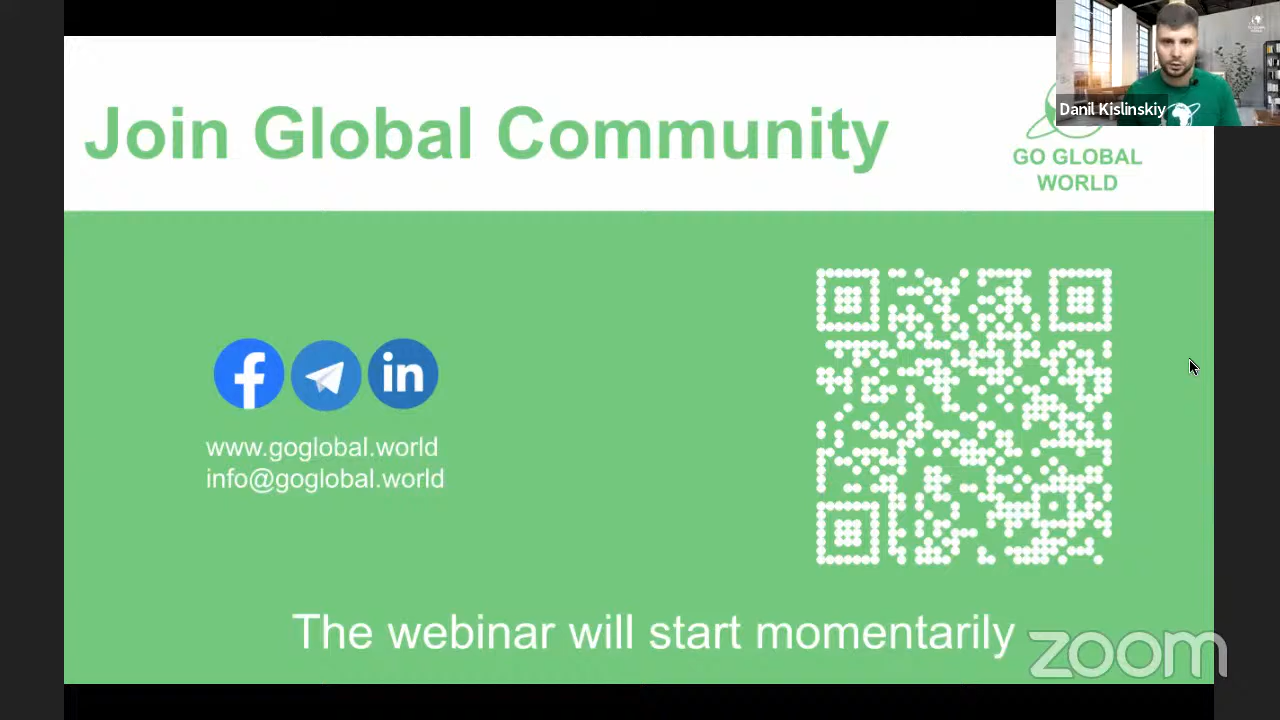 Danil Kislinskiy
Join Global Community
GO GLOBAL
WORLD
www.goglobal.world
info@goglobal.world
The webinar will start momentarily
zoom